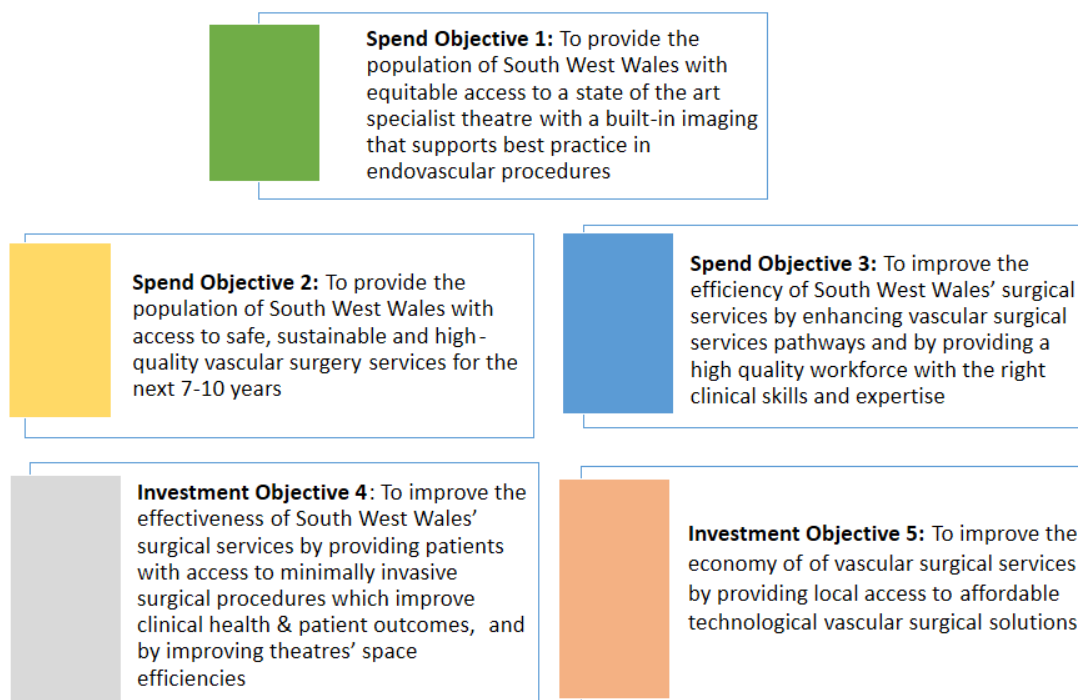 Spend Objective 1: To provide the
population of South West Wales with
equitable access to a state of the art
specialist theatre with a built-in imaging
that supports best practice in
endovascular procedures
Spend Objective 2: To provide the
population of South West Wales with
access to safe, sustainable and high-
quality vascular surgery services for the
next 7-10 years
Spend Objective 3: To improve the
efficiency of South West Wales' surgical
services by enhancing vascular surgical
services pathways and by providing a
high quality workforce with the right
clinical skills and expertise
Investment Objective 4: To improve the
effectiveness of South West Wales'
surgical services by providing patients
with access to minimally invasive
surgical procedures which improve
clinical health & patient outcomes, and
by improving theatres' space
efficiencies
Investment Objective 5: To improve the
economy of of vascular surgical services
by providing local access to affordable
technological vascular surgical solutions